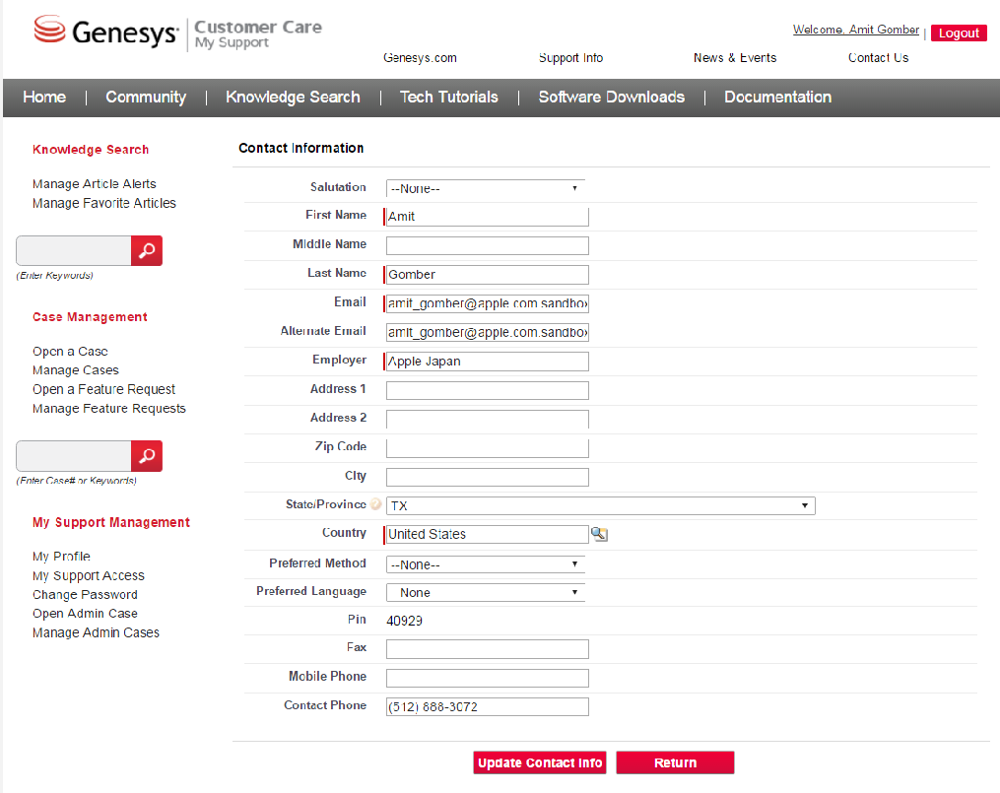 Genesys Customer Care
My Support
Welcome, Amit Gomber | Logout
Genesys.com Support Info News & Events Contact Us
Home | Community | Knowledge Search | Tech Tutorials | Software Downloads | Documentation
Knowledge Search
Manage Article Alerts
Manage Favorite Articles
(Enter Keywords)
Case Management
Open a Case
Manage Cases
Open a Feature Request
Manage Feature Requests
(Enter Case# or Keywords)
My Support Management
My Profile
My Support Access
Change Password
Open Admin Case
Manage Admin Cases
Contact Information
Salutation --None--
First Name Amit
Middle Name
Last Name Gomber
Email amit_gomber@apple.com.sandbox
Alternate Email amit_gomber@apple.com.sandbox
Employer Apple Japan
Address 1
Address 2
Zip Code
City
State/Province TX
Country United States
Preferred Method --None--
Preferred Language None
Pin 40929
Fax
Mobile Phone
Contact Phone (512) 888-3072
Update Contact Info Return